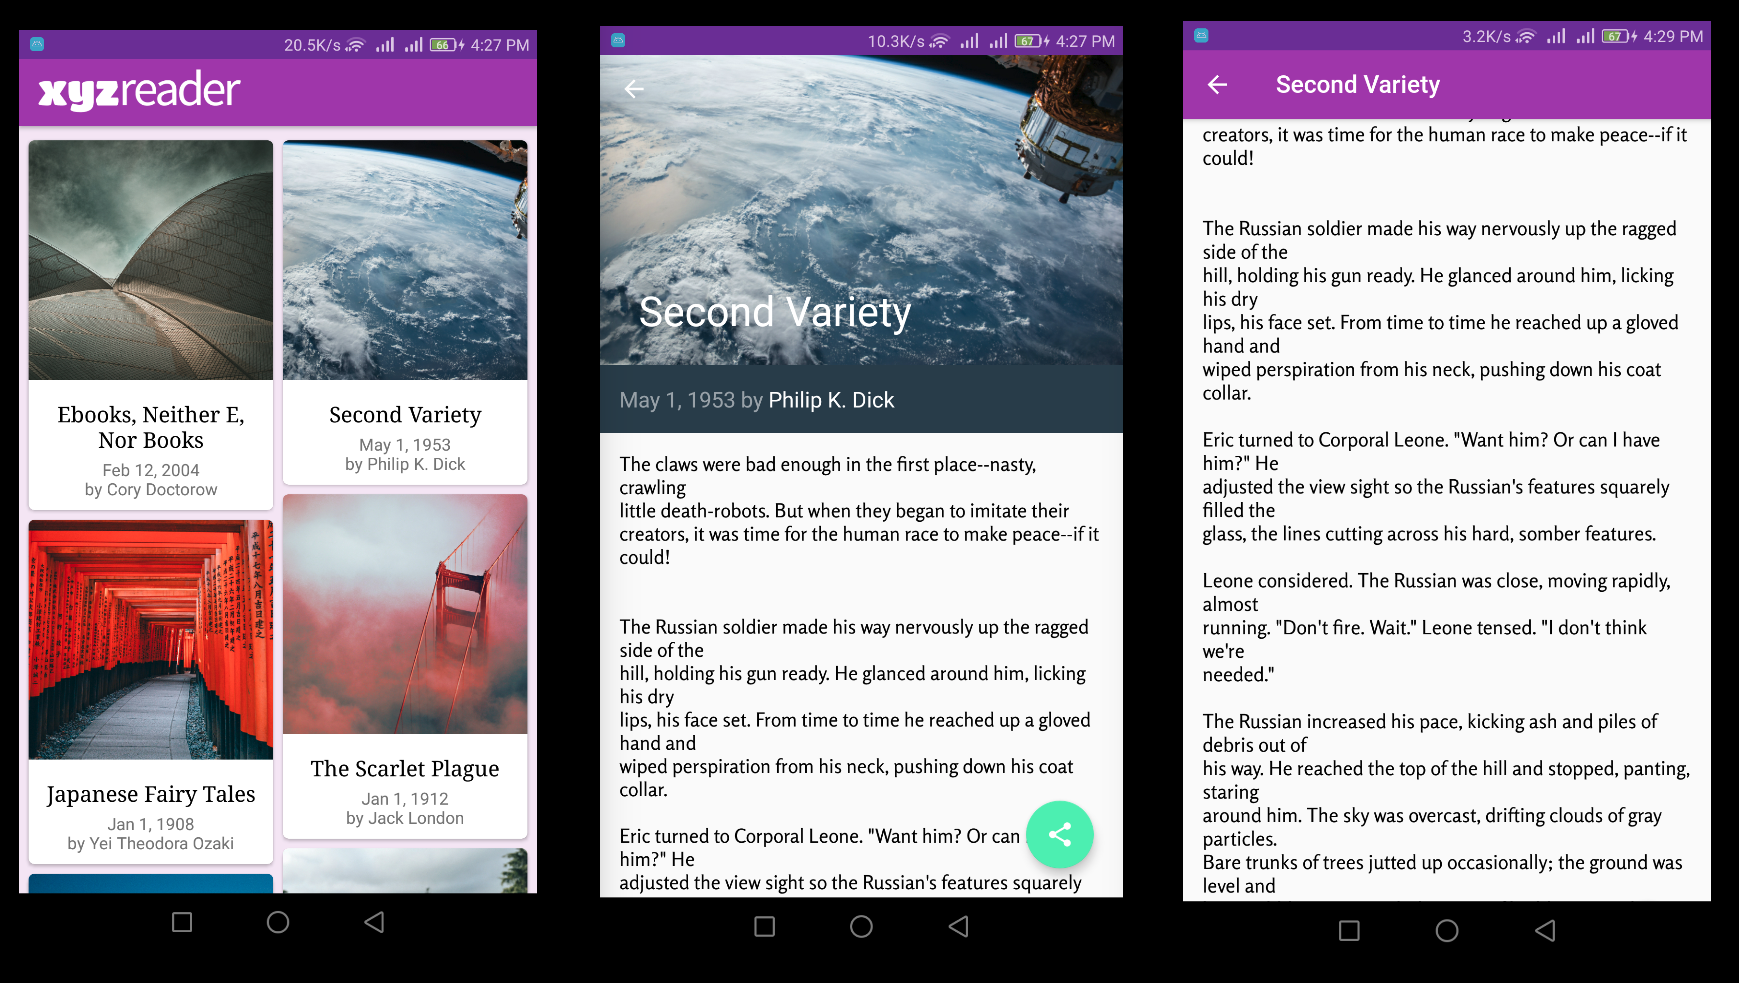 20.5K/s 66 4:27 PM
xyzreader
Ebooks, Neither E,
Nor Books
Feb 12, 2004
by Cory Doctorow
Second Variety
May 1, 1953
by Philip K. Dick
Japanese Fairy Tales
Jan 1, 1908
by Yei Theodora Ozaki
The Scarlet Plague
Jan 1, 1912
by Jack London
10.3K/s 67 4:27 PM
Second Variety
May 1, 1953 by Philip K. Dick
The claws were bad enough in the first place--nasty,
crawling
little death-robots. But when they began to imitate their
creators, it was time for the human race to make peace--if it
could!
The Russian soldier made his way nervously up the ragged
side of the
hill, holding his gun ready. He glanced around him, licking
his dry
lips, his face set. From time to time he reached up a gloved
hand and
wiped perspiration from his neck, pushing down his coat
collar.
Eric turned to Corporal Leone. "Want him? Or can
him?" He
adjusted the view sight so the Russian's features squarely
3.2K/s 67 4:29 PM
Second Variety
creators, it was time for the human race to make peace--if it
could!
The Russian soldier made his way nervously up the ragged
side of the
hill, holding his gun ready. He glanced around him, licking
his dry
lips, his face set. From time to time he reached up a gloved
hand and
wiped perspiration from his neck, pushing down his coat
collar.
Eric turned to Corporal Leone. "Want him? Or can I have
him?" He
adjusted the view sight so the Russian's features squarely
filled the
glass, the lines cutting across his hard, somber features.
Leone considered. The Russian was close, moving rapidly,
almost
running. "Don't fire. Wait." Leone tensed. "I don't think
we're
needed."
The Russian increased his pace, kicking ash and piles of
debris out of
his way. He reached the top of the hill and stopped, panting,
staring
around him. The sky was overcast, drifting clouds of gray
particles.
Bare trunks of trees jutted up occasionally; the ground was
level and